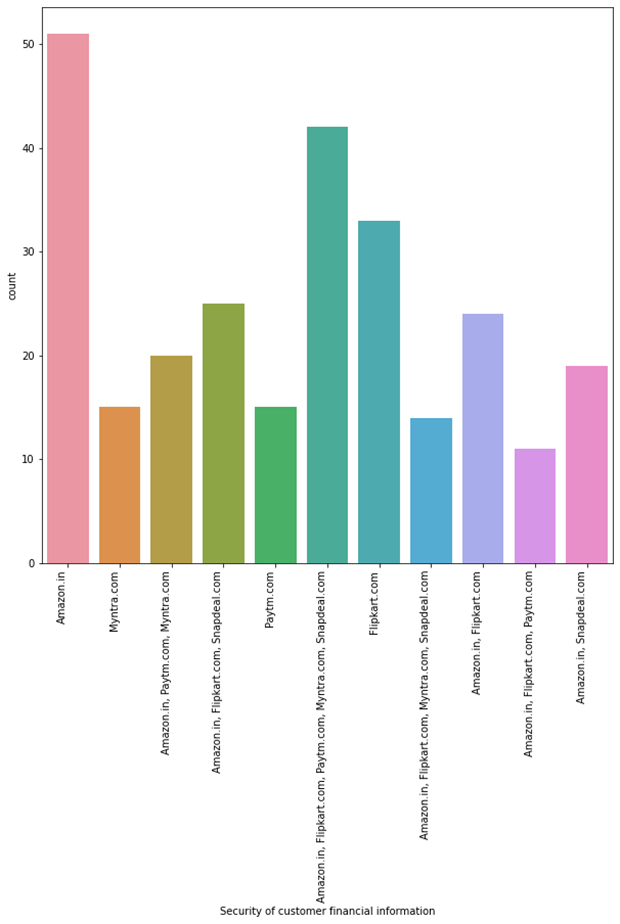 50
40
30
20
10
0
count
Amazon.in
Myntra.com
Amazon.in, Paytm.com, Myntra.com
Amazon.in, Flipkart.com, Snapdeal.com
Paytm.com
Amazon.in, Flipkart.com, Paytm.com, Myntra.com, Snapdeal.com
Flipkart.com
Amazon.in, Flipkart.com, Myntra.com, Snapdeal.com
Amazon.in, Flipkart.com
Amazon.in, Flipkart.com, Paytm.com
Amazon.in, Snapdeal.com
Security of customer financial information